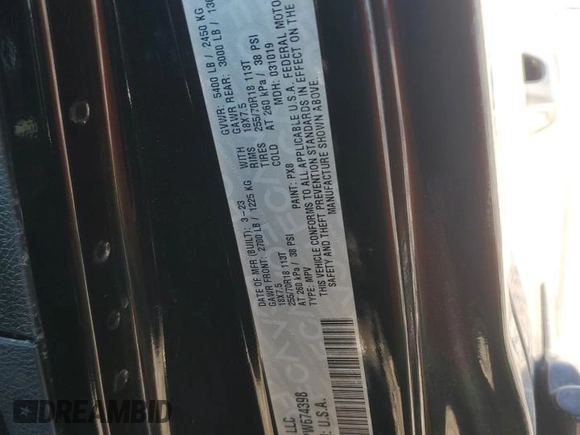 DATE OF MFR (BUILT): 3-23
GVWR: 5400 LB / 2450 KG
GAWR FRONT: 2700 LB / 1225 KG
WITH
GAWR REAR: 3000 LB /
18X7.5
RIMS
18X7.5
255/70R18 113T
TIRES
255/70R18 113T
AT 260 kPa / 38 PSI
COLD
AT 260 kPa / 38 PSI
TYPE: MPV
PAINT: PX8
MDH: 031019
THIS VEHICLE CONFORMS TO ALL APPLICABLE U.S.A. FEDERAL MOTO
SAFETY AND THEFT PREVENTION STANDARDS IN EFFECT ON THE
MANUFACTURE SHOWN ABOVE.
LLC
W674398
: U.S.A.
DREAMBID